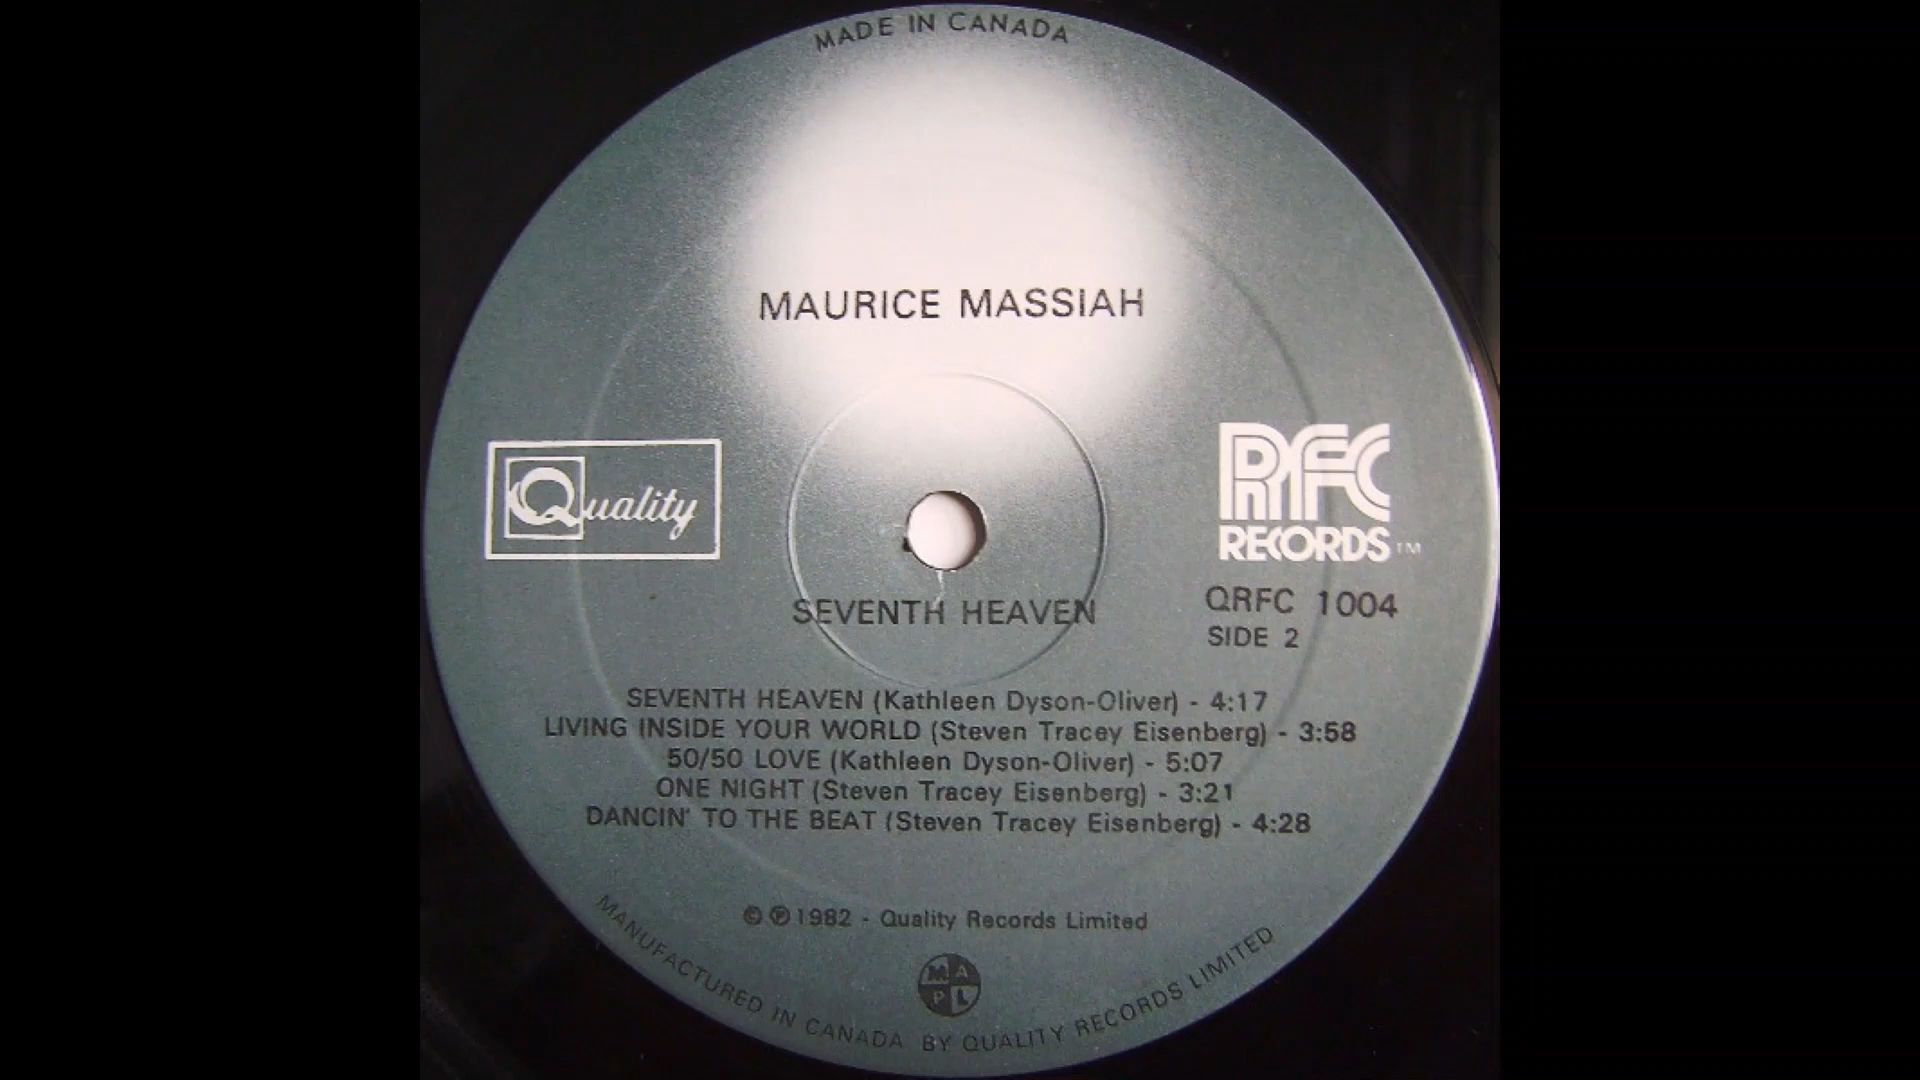 MADE IN CANADA
MAURICE MASSIAH
Quality
RFC
RECORDS™
QRFC 1004
SIDE 2
SEVENTH HEAVEN
SEVENTH HEAVEN (Kathleen Dyson-Oliver) - 4:17
LIVING INSIDE YOUR WORLD (Steven Tracey Eisenberg) - 3:58
50/50 LOVE (Kathleen Dyson-Oliver) - 5:07
ONE NIGHT (Steven Tracey Eisenberg) - 3:21
DANCIN' TO THE BEAT (Steven Tracey Eisenberg) - 4:28
© ℗ 1982 - Quality Records Limited
M A
P L
MANUFACTURED IN CANADA BY QUALITY RECORDS LIMITED